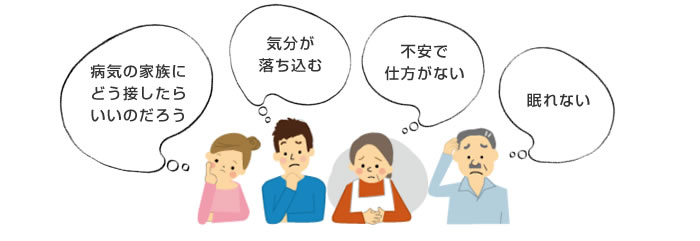 病気の家族に
どう接したら
いいのだろう
気分が
落ち込む
不安で
仕方がない
眠れない